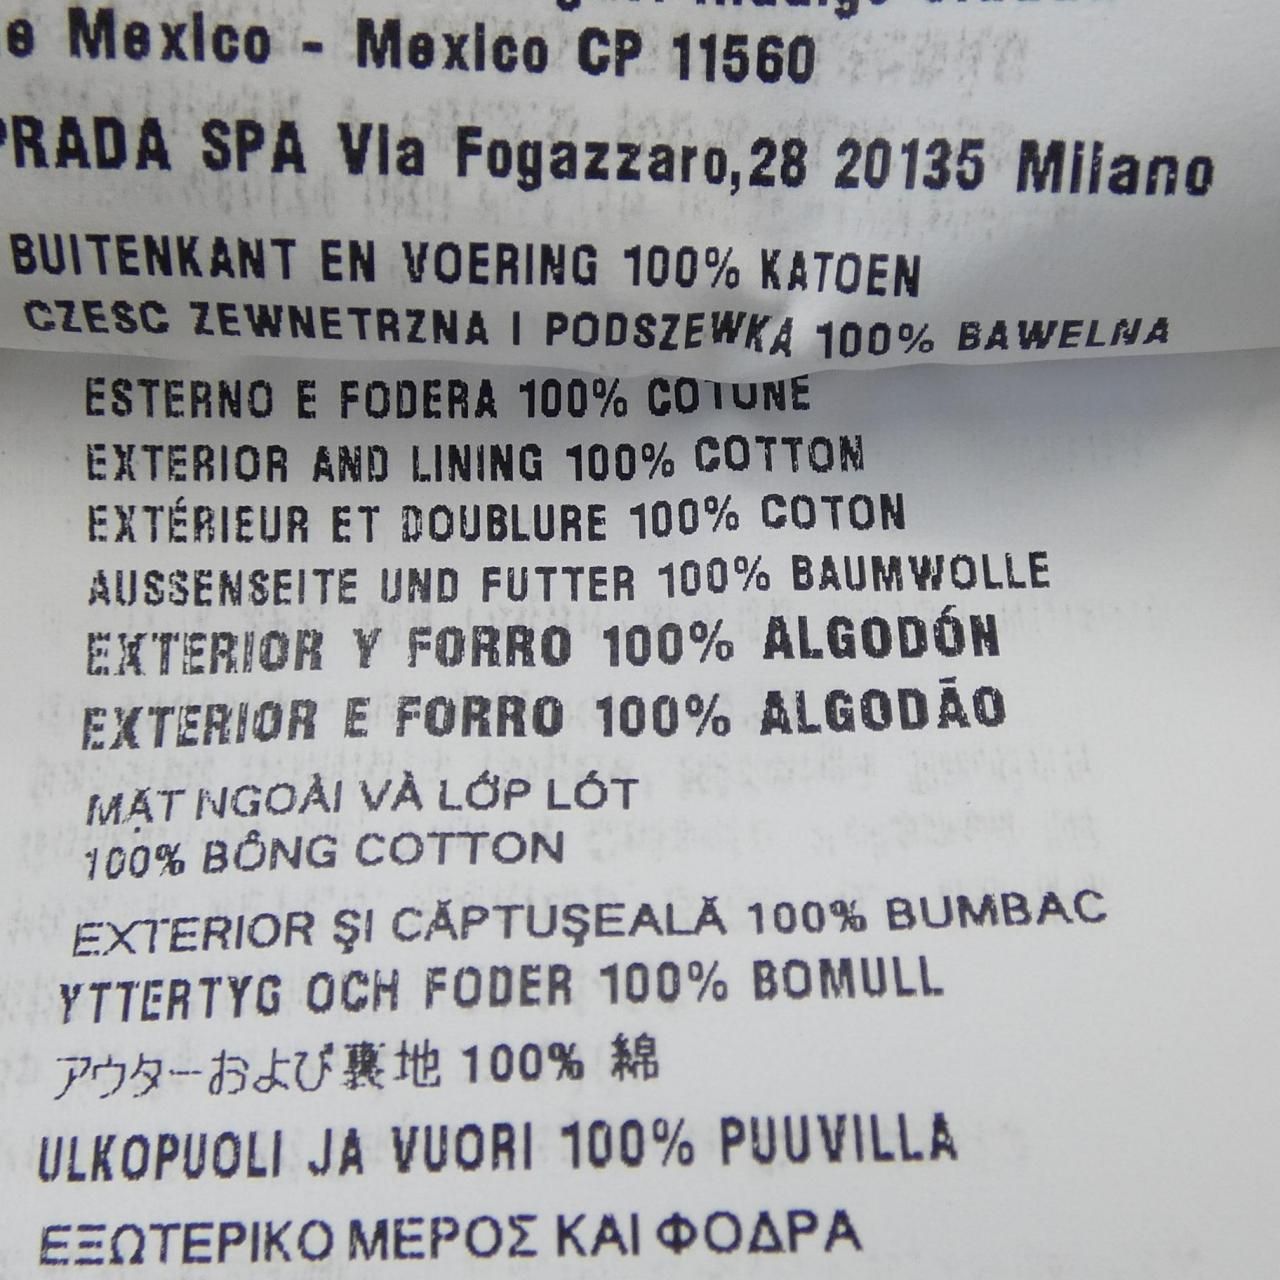 e Mexico - Mexico CP 11560
PRADA SPA Via Fogazzaro,28 20135 Milano
BUITENKANT EN VOERING 100% KATOEN
CZESC ZEWNETRZNA I PODSZEWKA 100% BAWELNA
ESTERNO E FODERA 100% COTONE
EXTERIOR AND LINING 100% COTTON
EXTÉRIEUR ET DOUBLURE 100% COTON
AUSSENSEITE UND FUTTER 100% BAUMWOLLE
EXTERIOR Y FORRO 100% ALGODÓN
EXTERIOR E FORRO 100% ALGODÃO
MẶT NGOÀI VÀ LỚP LÓT
100% BÔNG COTTON
EXTERIOR ŞI CĂPTUŞEALĂ 100% BUMBAC
YTTERTYG OCH FODER 100% BOMULL
アウターおよび裏地 100% 綿
ULKOPUOLI JA VUORI 100% PUUVILLA
ΕΞΩΤΕΡΙΚΟ ΜΕΡΟΣ ΚΑΙ ΦΟΔΡΑ